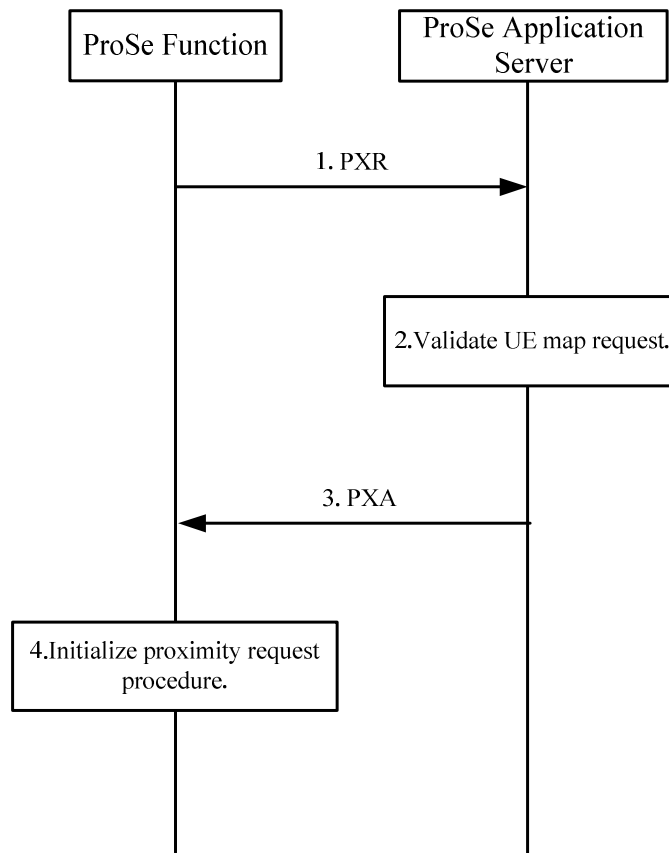 ProSe Function
ProSe Application
Server
1. PXR
2.Validate UE map request.
3. PXA
4.Initialize proximity request
procedure.